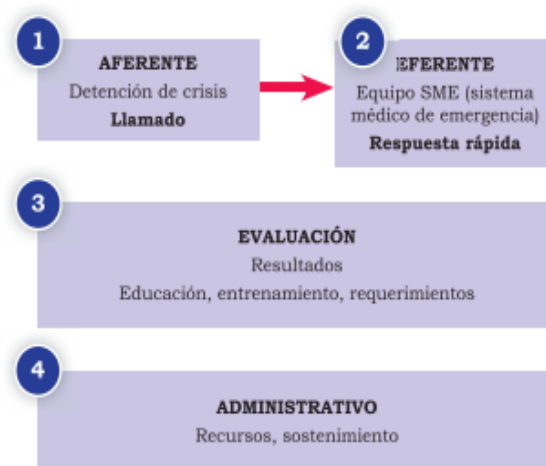 1
AFERENTE
Detención de crisis
Llamado
2
EFERENTE
Equipo SME (sistema
médico de emergencia)
Respuesta rápida
3
EVALUACIÓN
Resultados
Educación, entrenamiento, requerimientos
4
ADMINISTRATIVO
Recursos, sostenimiento